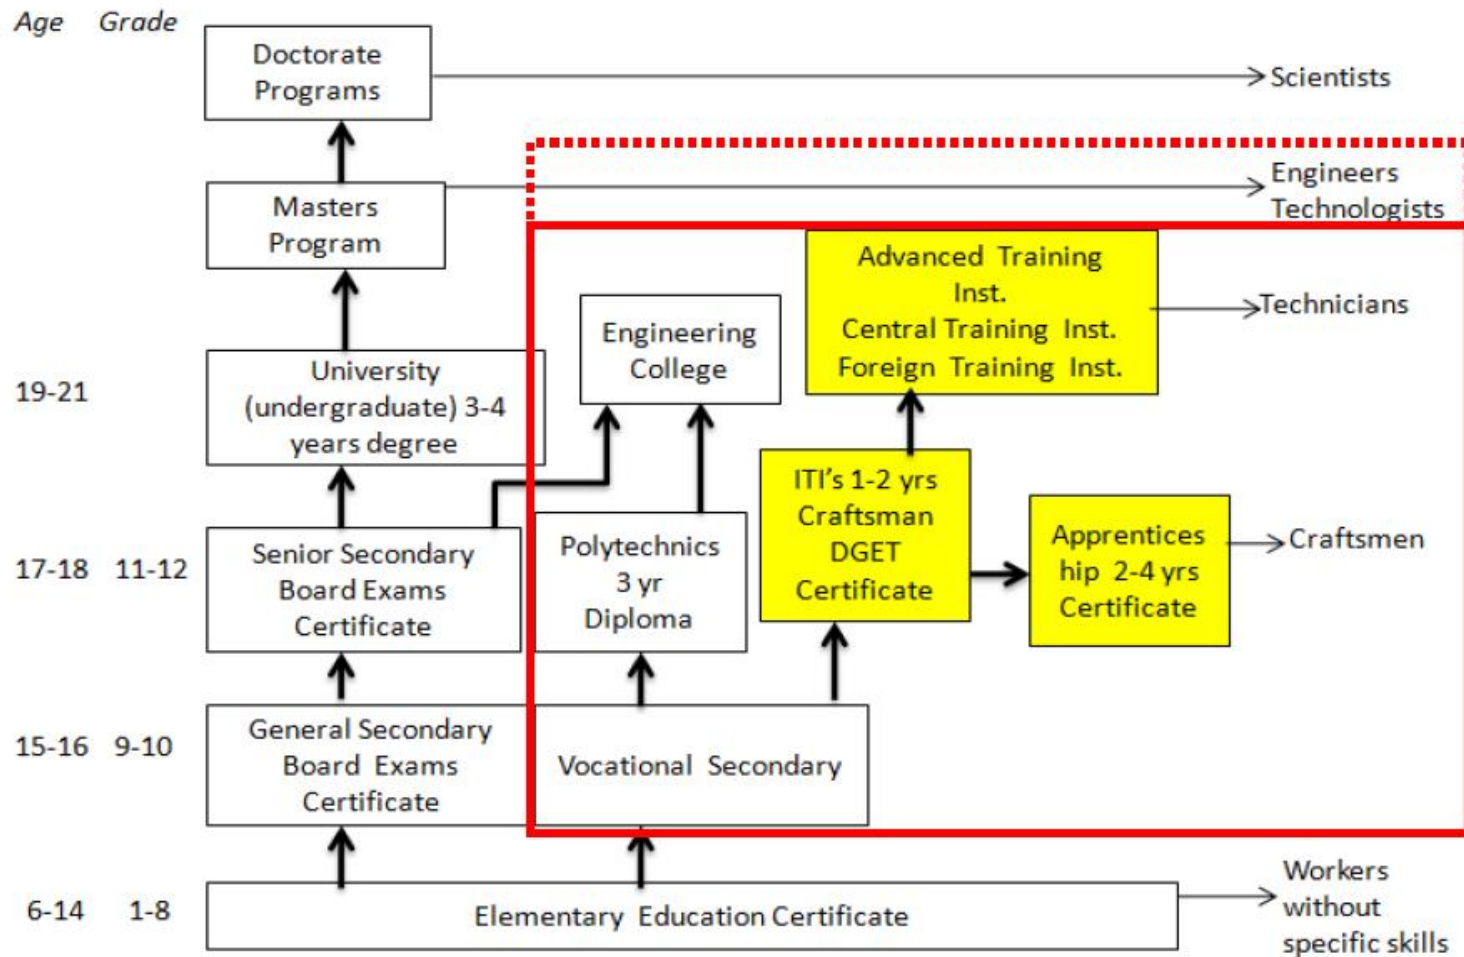 Age Grade
Doctorate
Programs
Scientists
Engineers
Technologists
Masters
Program
Advanced Training
Inst.
Central Training Inst.
Foreign Training Inst.
Technicians
Engineering
College
19-21
University
(undergraduate) 3-4
years degree
ITI's 1-2 yrs
Craftsman
DGET
Certificate
Apprentices
hip 2-4 yrs
Certificate
Craftsmen
17-18 11-12
Senior Secondary
Board Exams
Certificate
Polytechnics
3 yr
Diploma
15-16 9-10
General Secondary
Board Exams
Certificate
Vocational Secondary
6-14 1-8
Elementary Education Certificate
Workers
without
specific skills